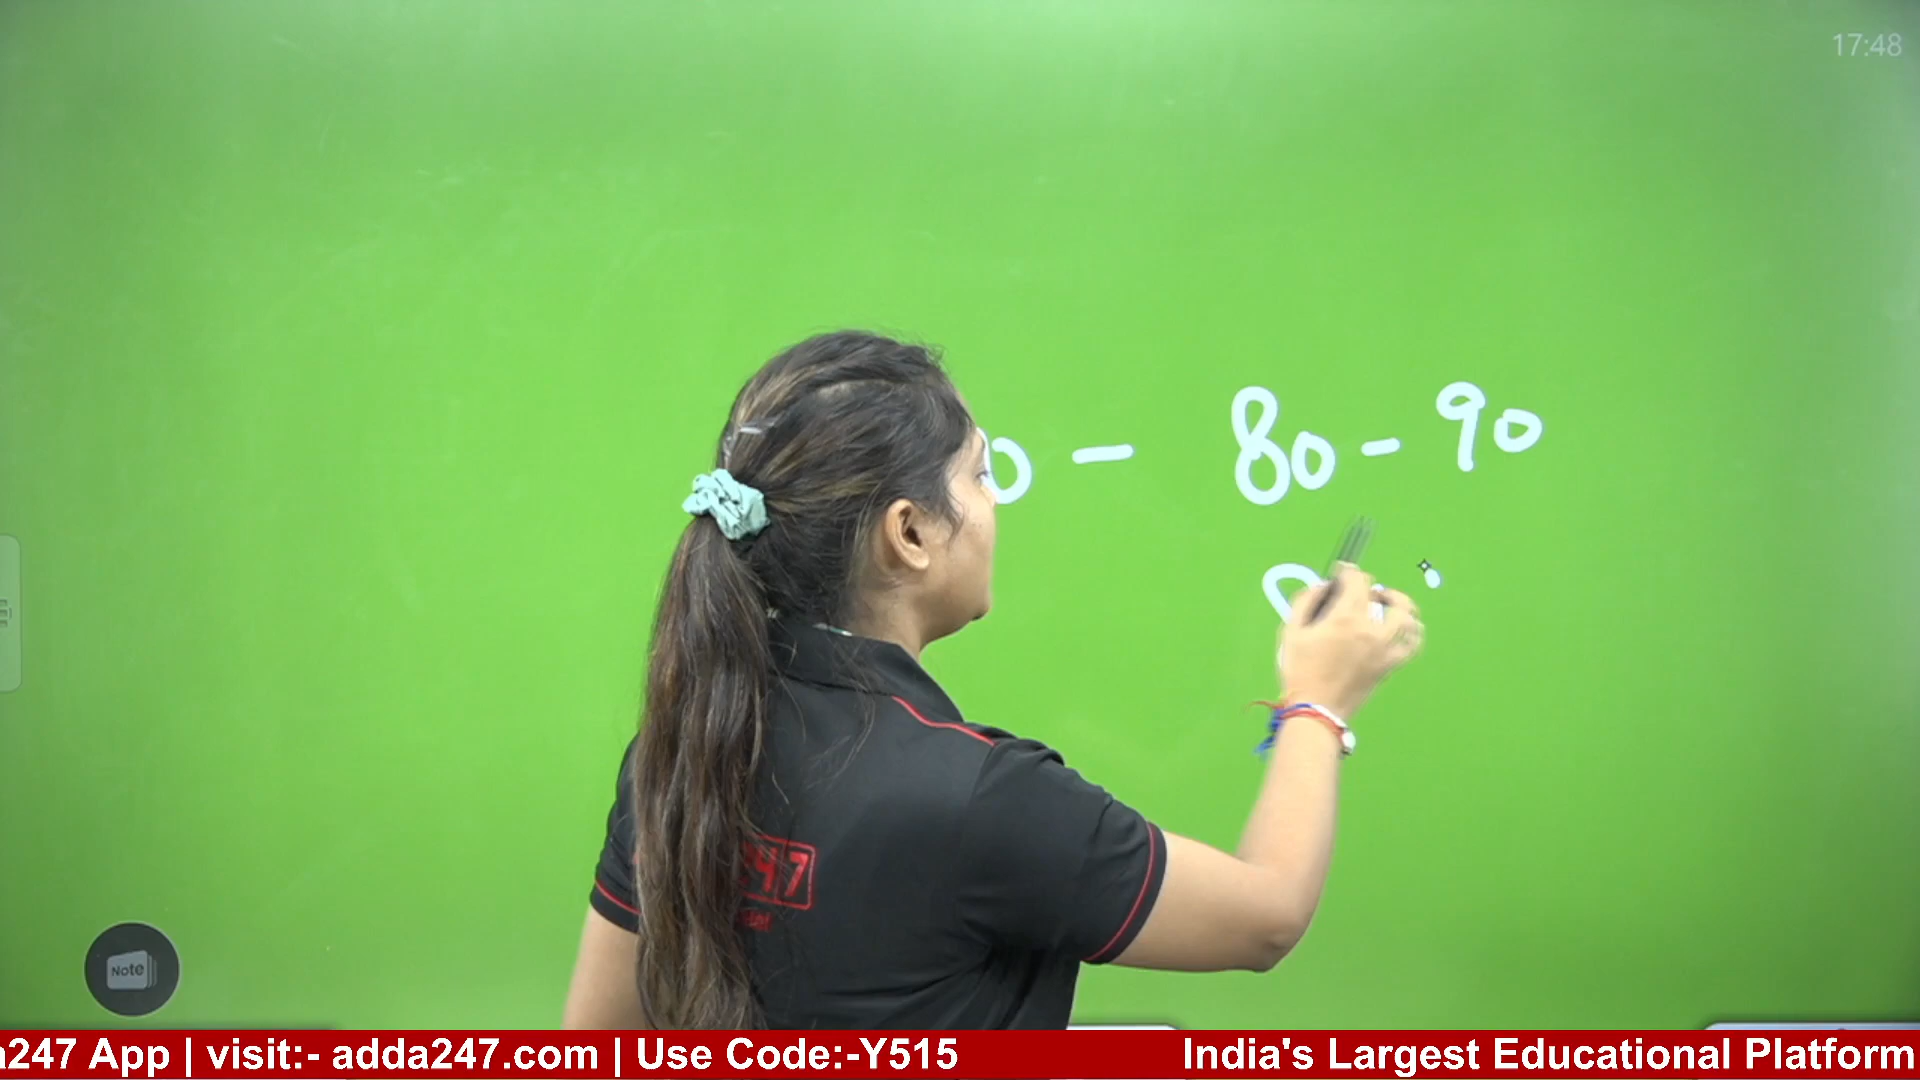 17:48
0 - 80 - 90
247
Note
a247 App | visit:- adda247.com | Use Code:-Y515
India's Largest Educational Platform